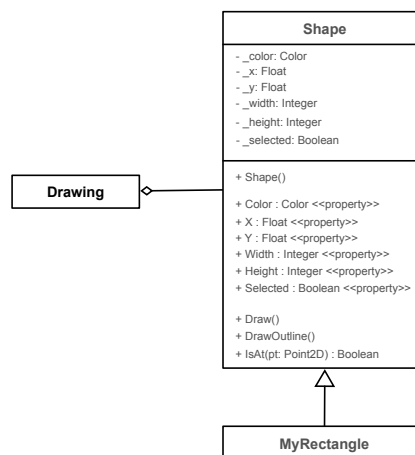 Shape
- _color: Color
- _x: Float
- _y: Float
- _width: Integer
- _height: Integer
- _selected: Boolean
Drawing
+ Shape()
+ Color : Color <<property>>
+ X : Float <<property>>
+ Y : Float <<property>>
+ Width : Integer <<property>>
+ Height : Integer <<property>>
+ Selected : Boolean <<property>>
+ Draw()
+ DrawOutline()
+ IsAt(pt: Point2D) : Boolean
MyRectangle